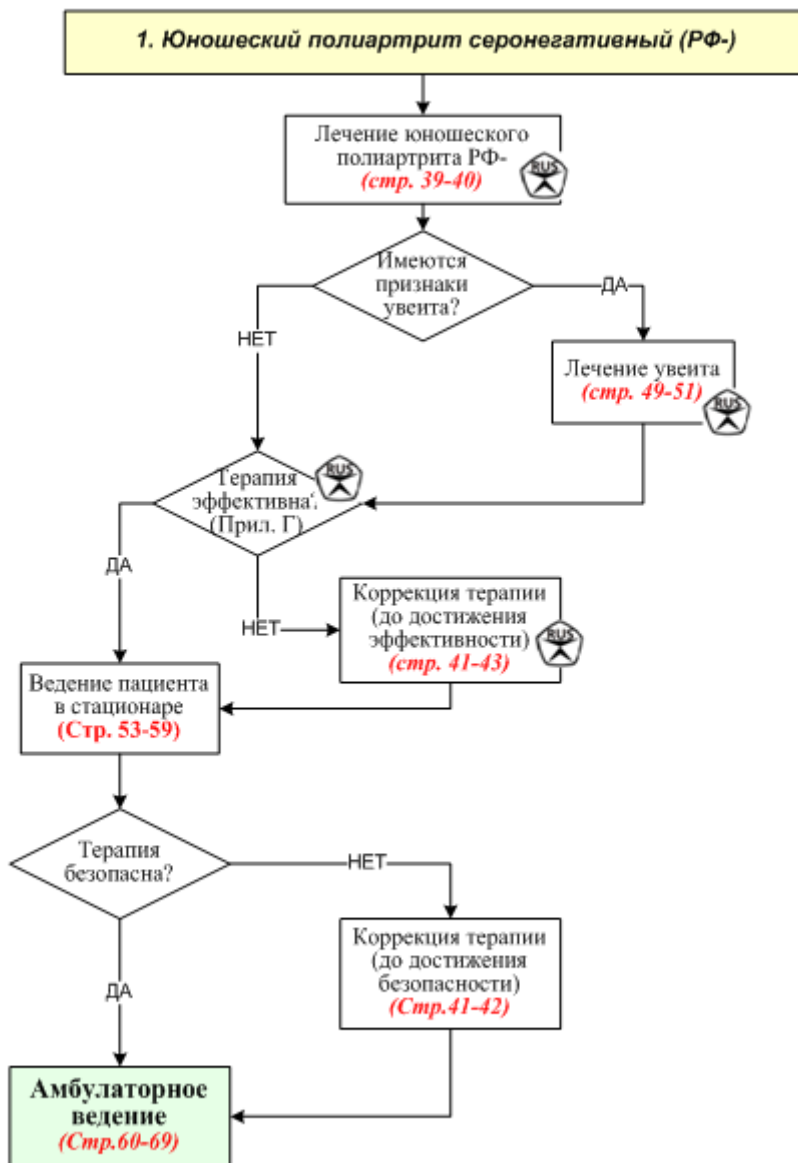 1. Юношеский полиартрит серонегативный (РФ-)
Лечение юношеского
полиартрита РФ-
(стр. 39-40)
RUS
Имеются
признаки
увеита?
ДА
НЕТ
Лечение увеита
(стр. 49-51)
RUS
Терапия
эффективна?
(Прил. Г)
RUS
ДА
НЕТ
Коррекция терапии
(до достижения
эффективности)
(стр. 41-43)
RUS
Ведение пациента
в стационаре
(Стр. 53-59)
Терапия
безопасна?
НЕТ
Коррекция терапии
(до достижения
безопасности)
(Стр.41-42)
ДА
Амбулаторное
ведение
(Стр.60-69)